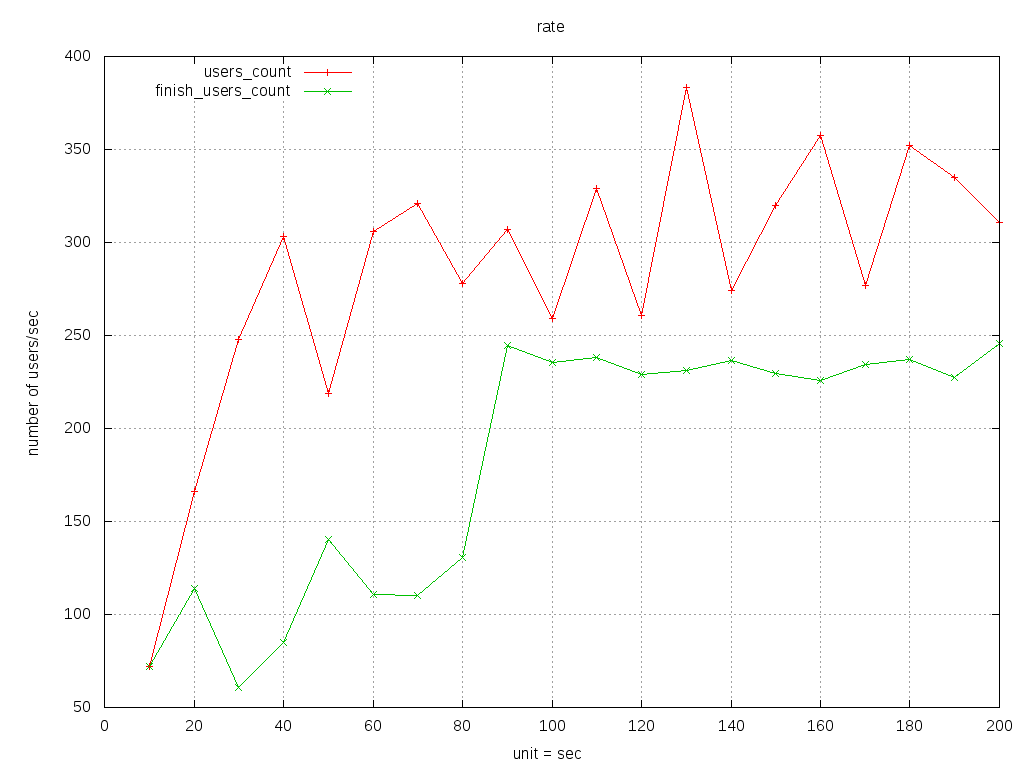 rate
400
users_count
finish_users_count
350
300
250
number of users/sec
200
150
100
50
0 20 40 60 80 100 120 140 160 180 200
unit = sec